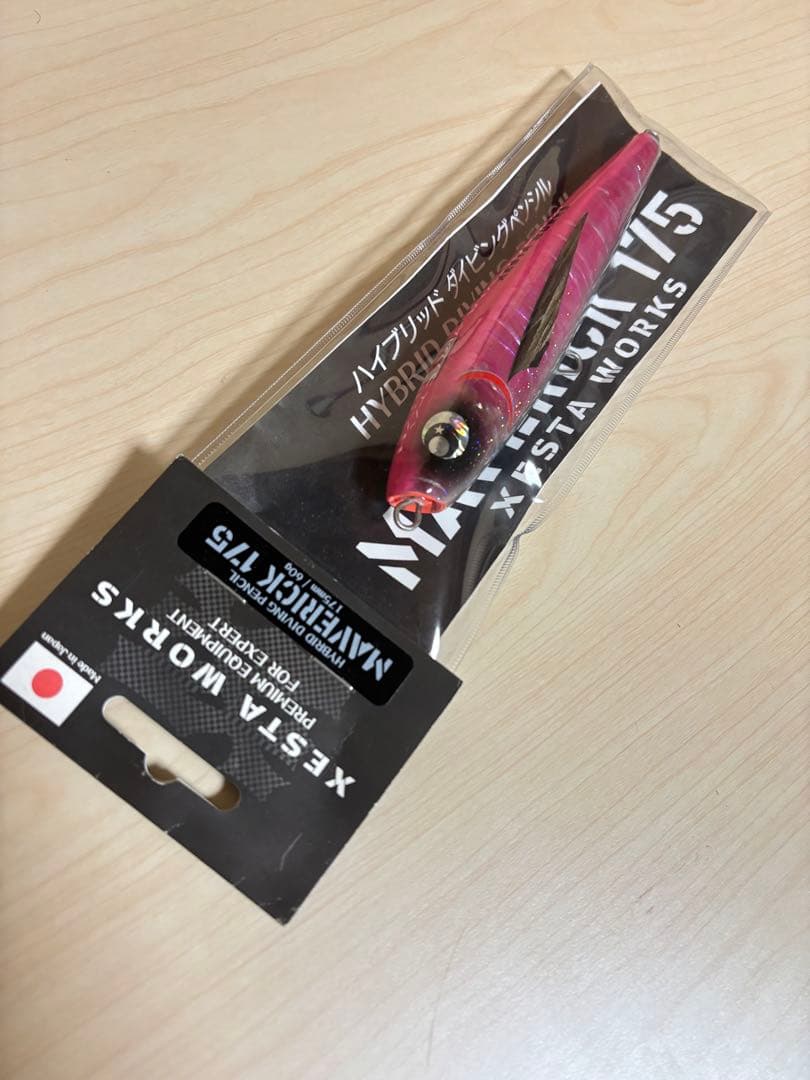 ハイブリッド ダイビングペンシル
HYBRID DIVING PENCIL
MAVERICK 175
XESTA WORKS
HYBRID DIVING PENCIL
MAVERICK 175
175mm / 60g
XESTA WORKS
PREMIUM EQUIPMENT
FOR EXPERT
Made in Japan